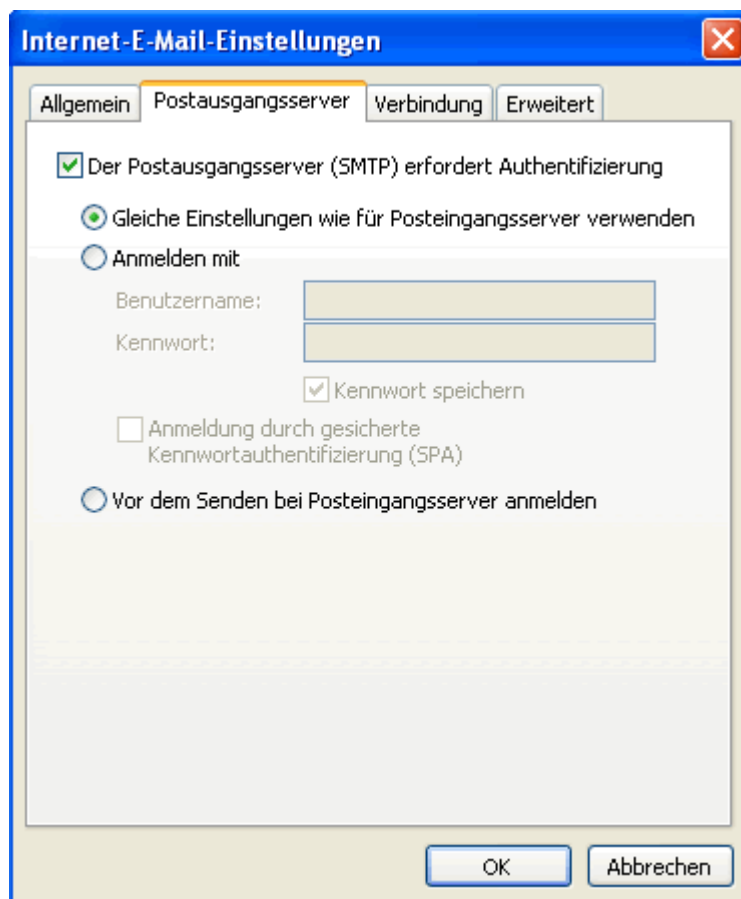 Internet-E-Mail-Einstellungen
Allgemein Postausgangsserver Verbindung Erweitert
Der Postausgangsserver (SMTP) erfordert Authentifizierung
Gleiche Einstellungen wie für Posteingangsserver verwenden
Anmelden mit
Benutzername:
Kennwort:
Kennwort speichern
Anmeldung durch gesicherte
Kennwortauthentifizierung (SPA)
Vor dem Senden bei Posteingangsserver anmelden
OK Abbrechen